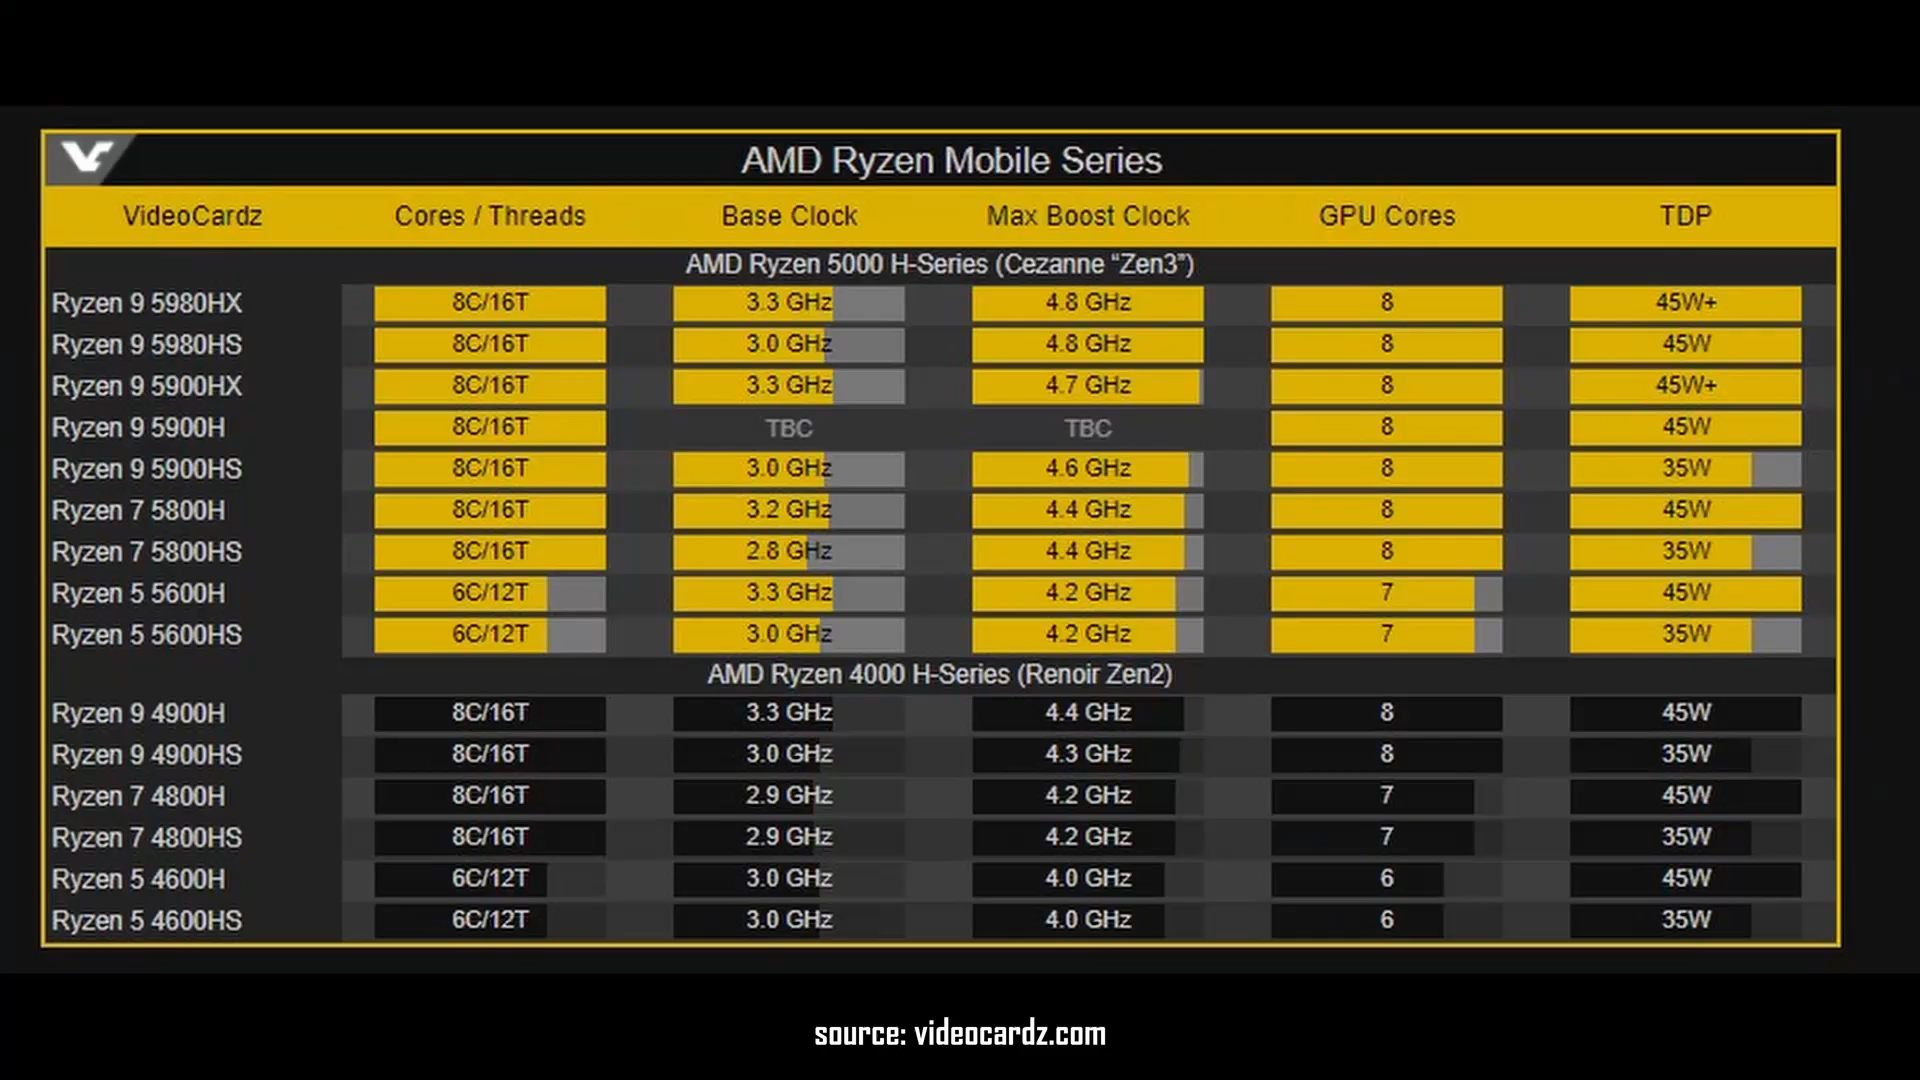 AMD Ryzen Mobile Series
VideoCardz Cores / Threads Base Clock Max Boost Clock GPU Cores TDP
AMD Ryzen 5000 H-Series (Cezanne “Zen3”)
Ryzen 9 5980HX 8C/16T 3.3 GHz 4.8 GHz 8 45W+
Ryzen 9 5980HS 8C/16T 3.0 GHz 4.8 GHz 8 45W
Ryzen 9 5900HX 8C/16T 3.3 GHz 4.7 GHz 8 45W+
Ryzen 9 5900H 8C/16T TBC TBC 8 45W
Ryzen 9 5900HS 8C/16T 3.0 GHz 4.6 GHz 8 35W
Ryzen 7 5800H 8C/16T 3.2 GHz 4.4 GHz 8 45W
Ryzen 7 5800HS 8C/16T 2.8 GHz 4.4 GHz 8 35W
Ryzen 5 5600H 6C/12T 3.3 GHz 4.2 GHz 7 45W
Ryzen 5 5600HS 6C/12T 3.0 GHz 4.2 GHz 7 35W
AMD Ryzen 4000 H-Series (Renoir Zen2)
Ryzen 9 4900H 8C/16T 3.3 GHz 4.4 GHz 8 45W
Ryzen 9 4900HS 8C/16T 3.0 GHz 4.3 GHz 8 35W
Ryzen 7 4800H 8C/16T 2.9 GHz 4.2 GHz 7 45W
Ryzen 7 4800HS 8C/16T 2.9 GHz 4.2 GHz 7 35W
Ryzen 5 4600H 6C/12T 3.0 GHz 4.0 GHz 6 45W
Ryzen 5 4600HS 6C/12T 3.0 GHz 4.0 GHz 6 35W
source: videocardz.com